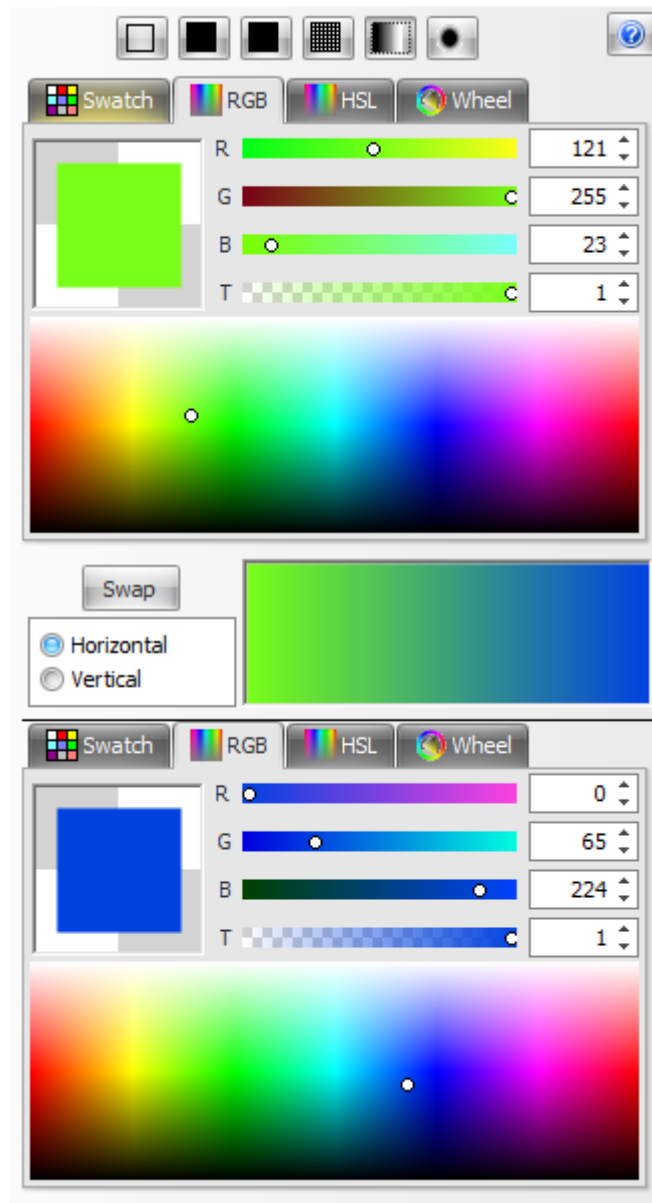 Swatch RGB HSL Wheel
R 121
G 255
B 23
T 1
Swap
Horizontal
Vertical
Swatch RGB HSL Wheel
R 0
G 65
B 224
T 1